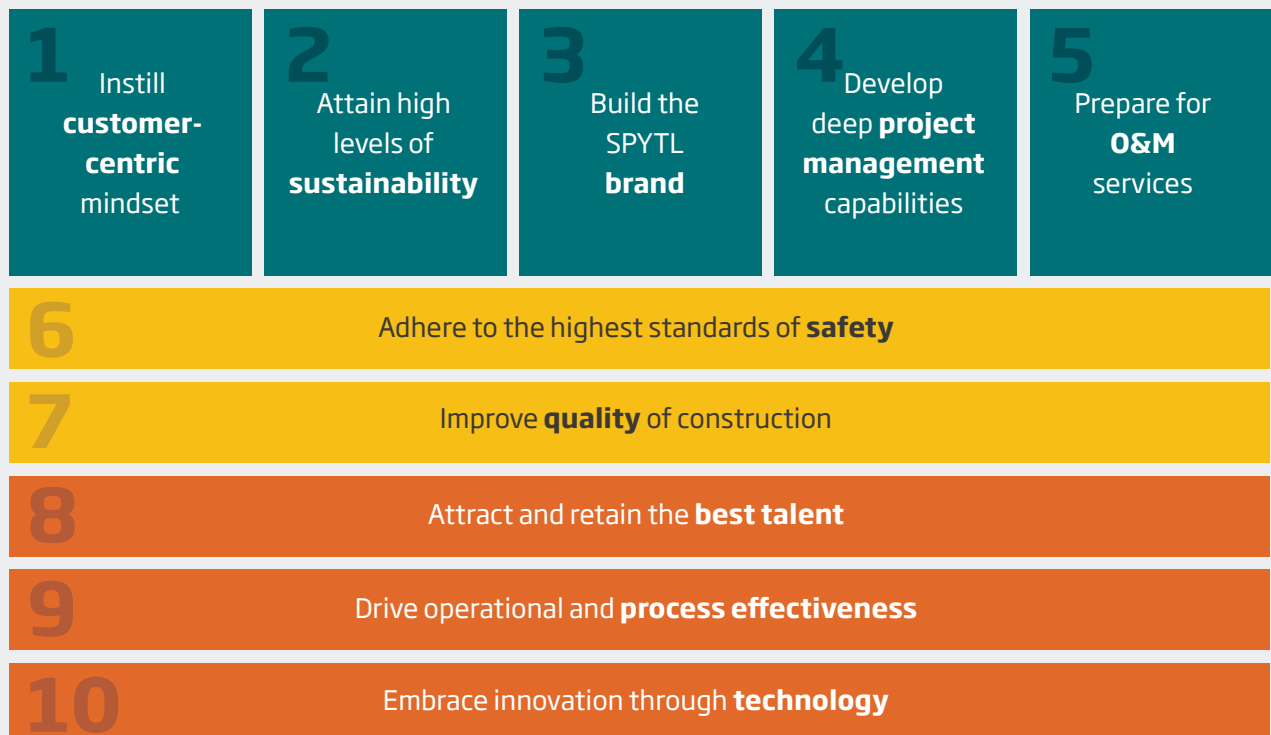 1
Instill
customer-
centric
mindset
2
Attain high
levels of
sustainability
3
Build the
SPYTL
brand
4
Develop
deep project
management
capabilities
5
Prepare for
O&M
services
6
Adhere to the highest standards of safety
7
Improve quality of construction
8
Attract and retain the best talent
9
Drive operational and process effectiveness
10
Embrace innovation through technology